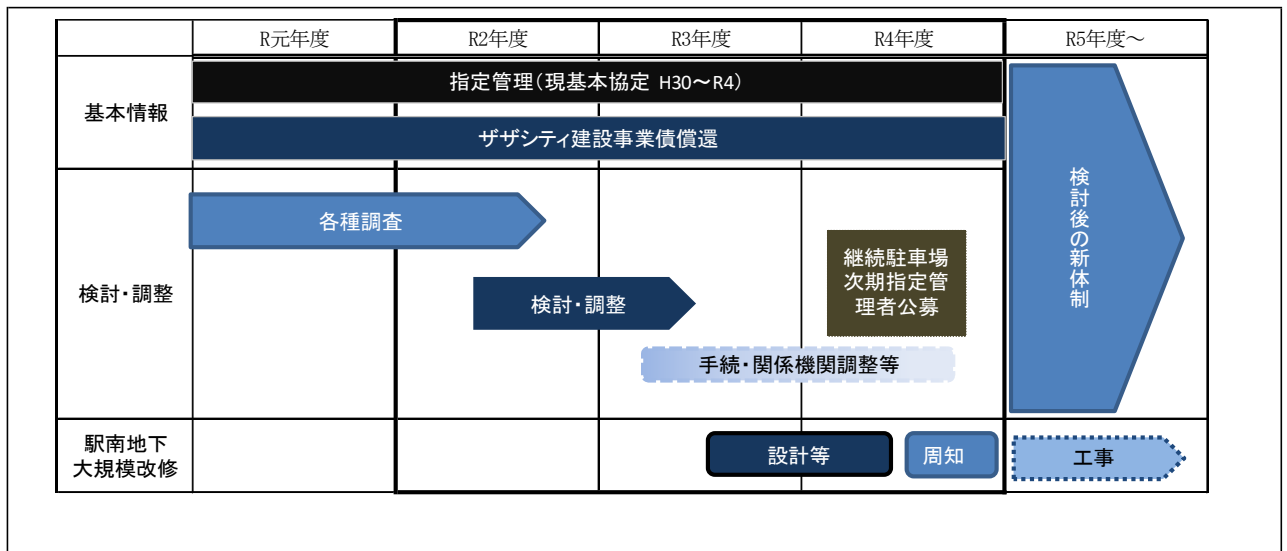 R元年度
R2年度
R3年度
R4年度
R5年度～
基本情報
指定管理（現基本協定 H30～R4）
ザザシティ建設事業債償還
検討・調整
各種調査
検討・調整
継続駐車場
次期指定管
理者公募
手続・関係機関調整等
検討後の新体制
駅南地下
大規模改修
設計等
周知
工事